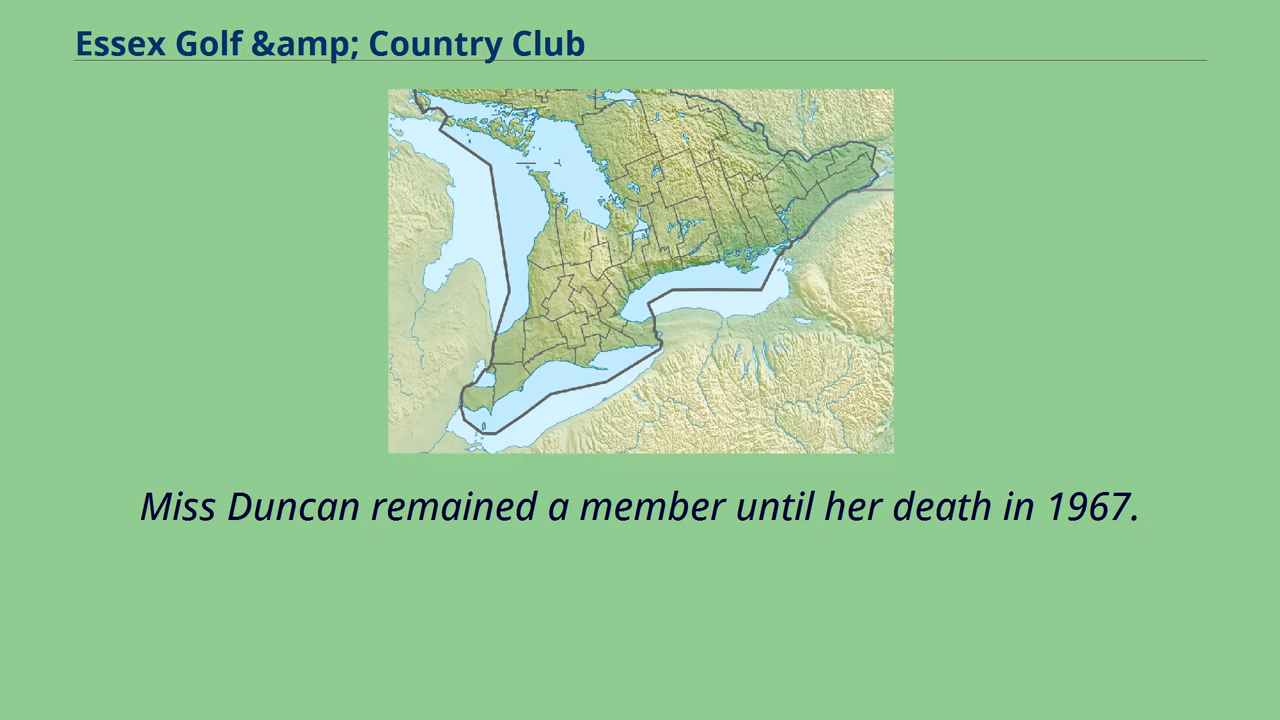 Essex Golf &amp; Country Club
Miss Duncan remained a member until her death in 1967.